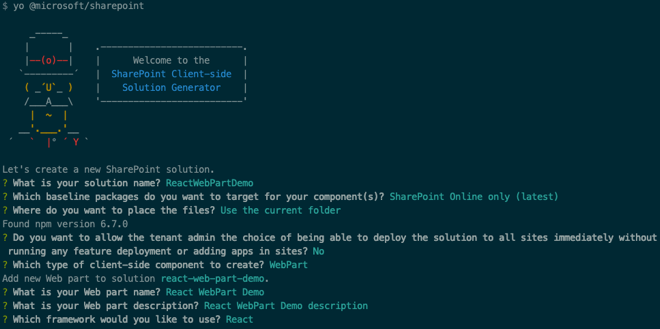 $ yo @microsoft/sharepoint
Welcome to the
SharePoint Client-side
Solution Generator
Let's create a new SharePoint solution.
? What is your solution name? ReactWebPartDemo
? Which baseline packages do you want to target for your component(s)? SharePoint Online only (latest)
? Where do you want to place the files? Use the current folder
Found npm version 6.7.0
? Do you want to allow the tenant admin the choice of being able to deploy the solution to all sites immediately without
running any feature deployment or adding apps in sites? No
? Which type of client-side component to create? WebPart
Add new Web part to solution react-web-part-demo.
? What is your Web part name? React WebPart Demo
? What is your Web part description? React WebPart Demo description
? Which framework would you like to use? React